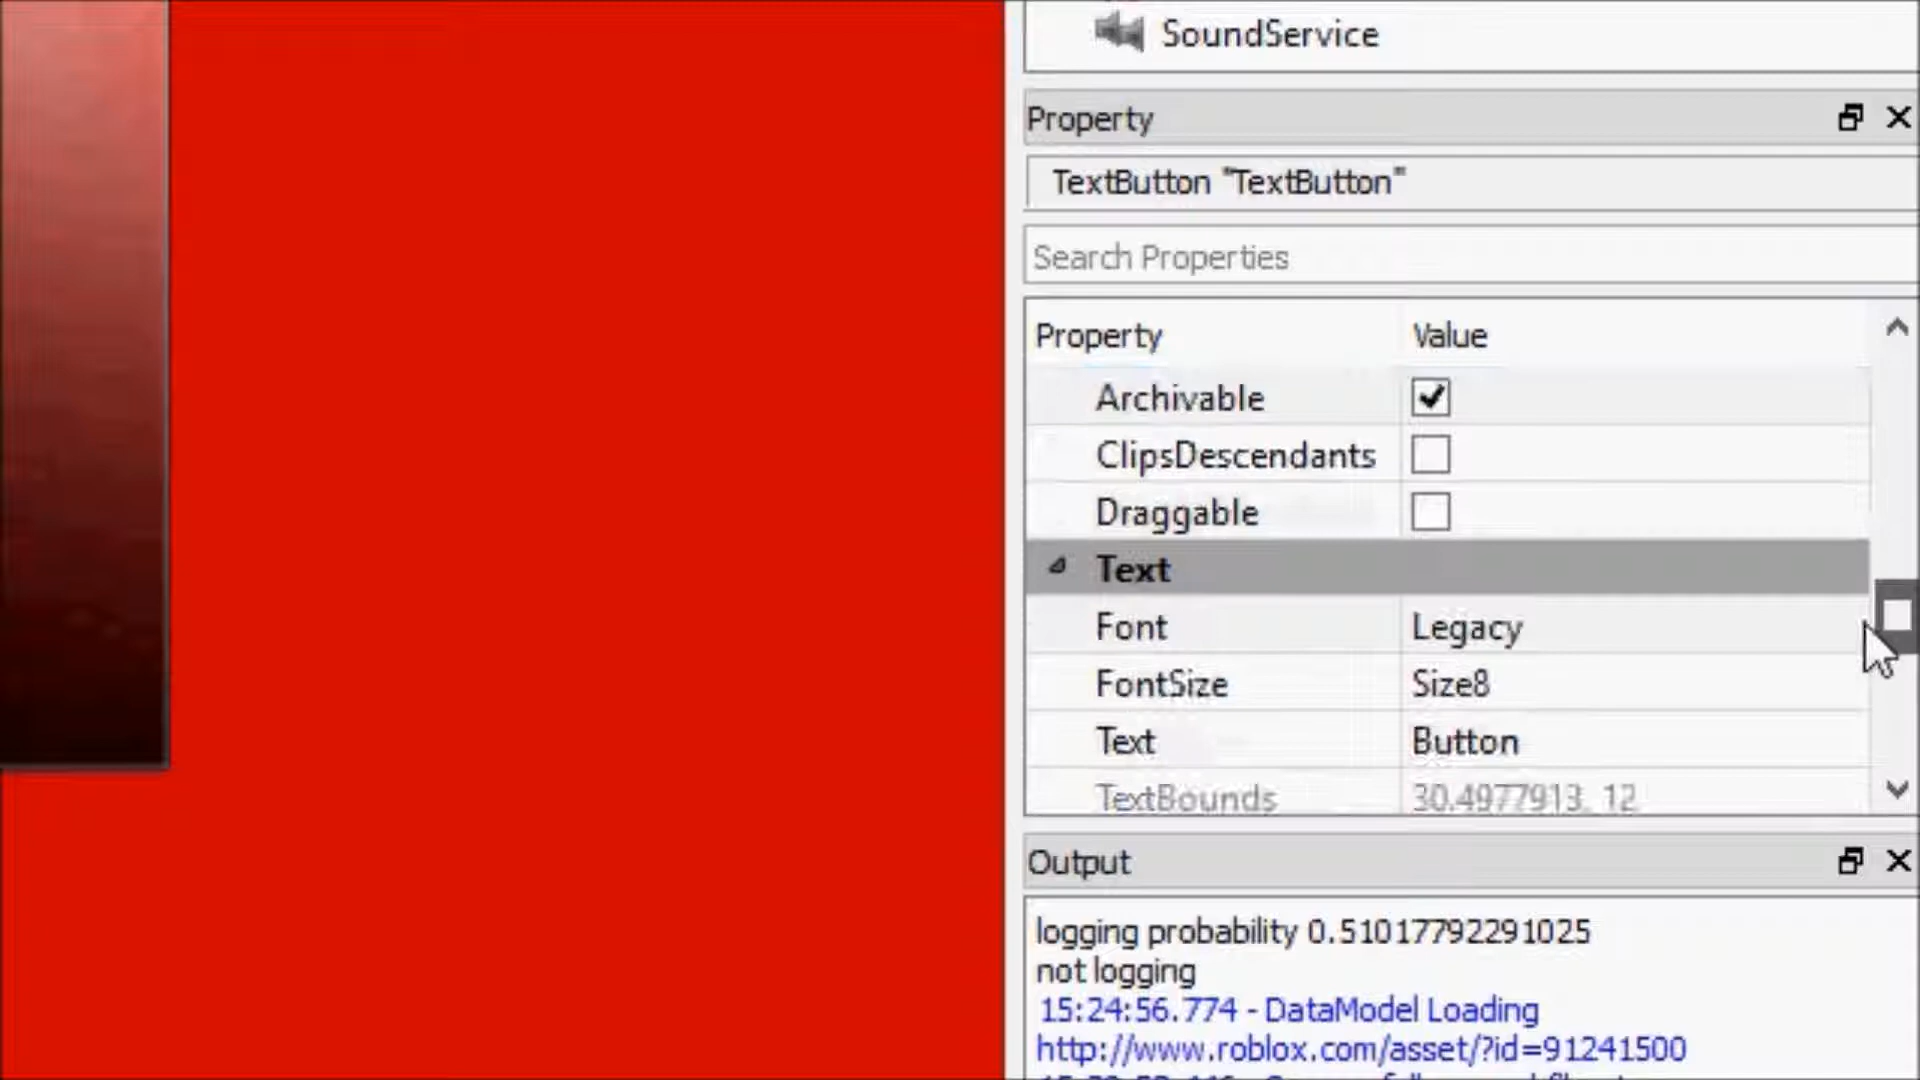 SoundService
Property
TextButton "TextButton"
Search Properties
Property Value
Archivable
ClipsDescendants
Draggable
Text
Font Legacy
FontSize Size8
Text Button
TextBounds 30.4977913, 12
Output
logging probability 0.51017792291025
not logging
15:24:56.774 - DataModel Loading
http://www.roblox.com/asset/?id=91241500